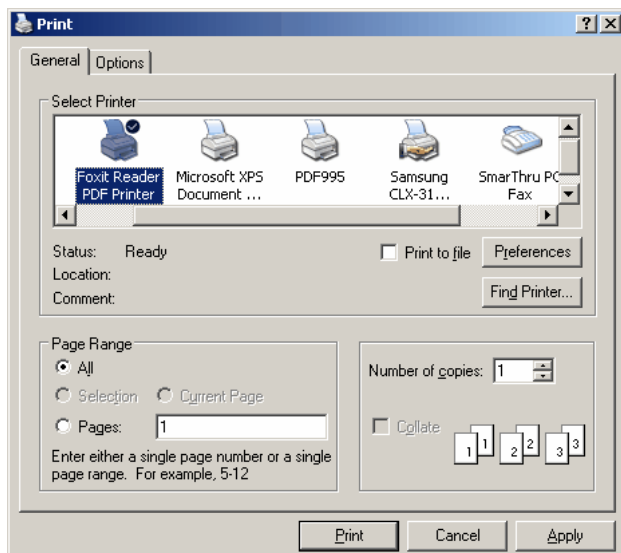 Print
General
Options
Select Printer
Foxit Reader
PDF Printer
Microsoft XPS
Document ...
PDF995
Samsung
CLX-31...
SmarThru PC
Fax
Status: Ready
Print to file
Preferences
Location:
Comment:
Find Printer...
Page Range
All
Selection
Current Page
Pages:
1
Enter either a single page number or a single
page range. For example, 5-12
Number of copies:
1
Collate
1 1 2 2 3 3
Print
Cancel
Apply